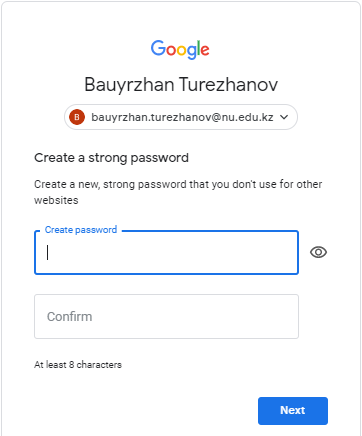 Google
Bauyrzhan Turezhanov
B bauyrzhan.turezhanov@nu.edu.kz
Create a strong password
Create a new, strong password that you don't use for other
websites
Create password
Confirm
At least 8 characters
Next